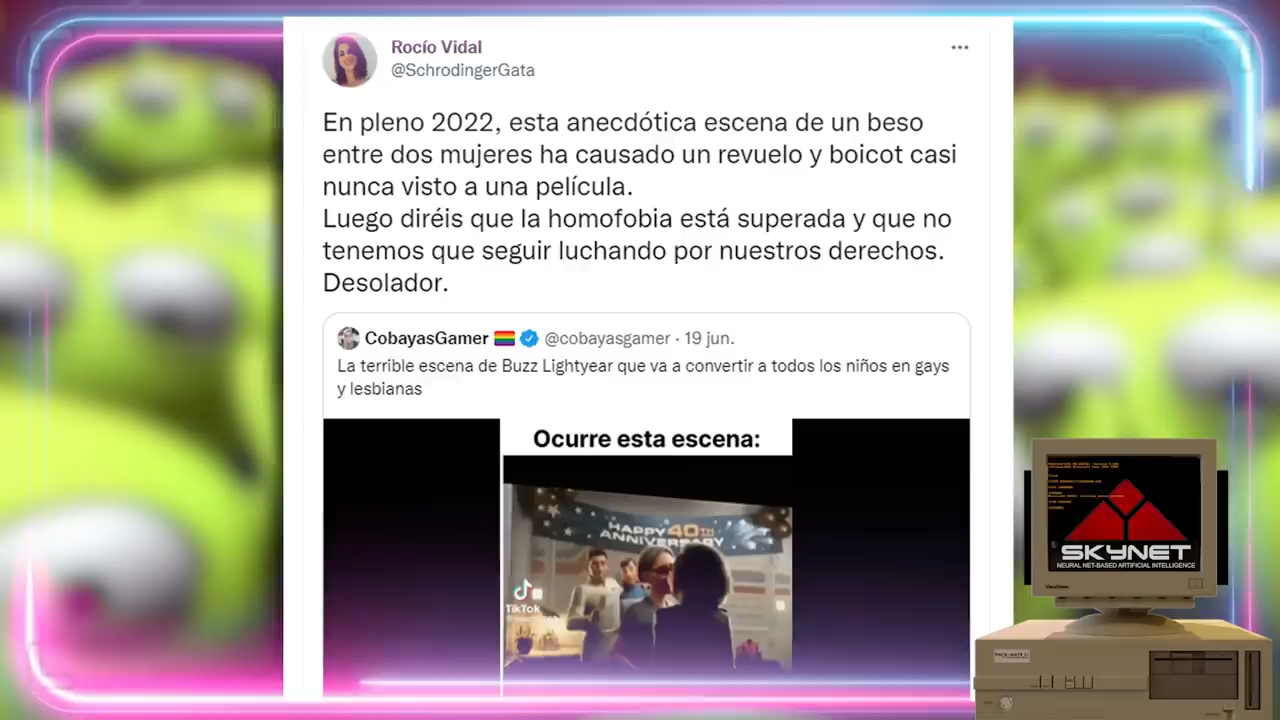 Rocío Vidal
@SchrodingerGata
En pleno 2022, esta anecdótica escena de un beso
entre dos mujeres ha causado un revuelo y boicot casi
nunca visto a una película.
Luego diréis que la homofobia está superada y que no
tenemos que seguir luchando por nuestros derechos.
Desolador.
CobayasGamer @cobayasgamer · 19 jun.
La terrible escena de Buzz Lightyear que va a convertir a todos los niños en gays
y lesbianas
Ocurre esta escena:
HAPPY 40TH
ANNIVERSARY
TikTok
SKYNET
NEURAL NET-BASED ARTIFICIAL INTELLIGENCE